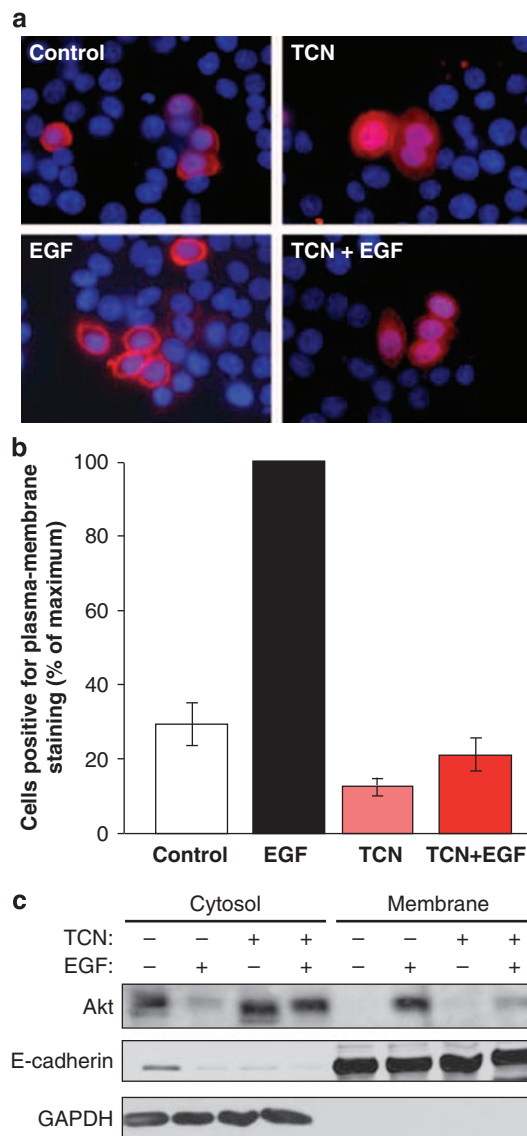 a
Control
TCN
EGF
TCN + EGF
b
Cells positive for plasma-membrane
staining (% of maximum)
100
80
60
40
20
0
Control EGF TCN TCN+EGF
c
Cytosol Membrane
TCN: – – + + – – + +
EGF: – + – + – + – +
Akt
E-cadherin
GAPDH